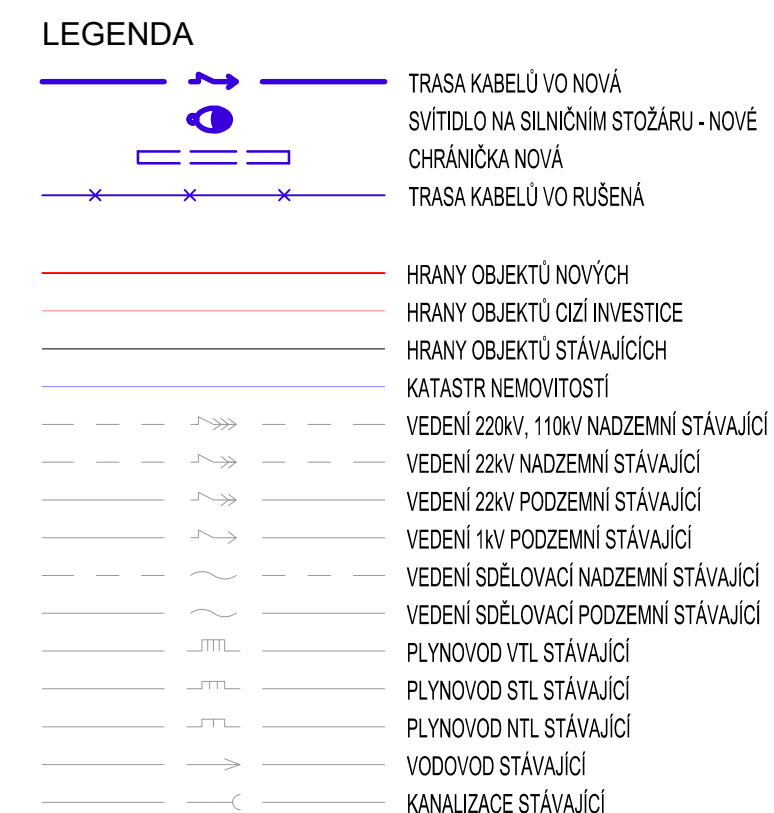 LEGENDA
TRASA KABELŮ VO NOVÁ
SVÍTIDLO NA SILNIČNÍM STOŽÁRU - NOVÉ
CHRÁNIČKA NOVÁ
TRASA KABELŮ VO RUŠENÁ
HRANY OBJEKTŮ NOVÝCH
HRANY OBJEKTŮ CIZÍ INVESTICE
HRANY OBJEKTŮ STÁVAJÍCÍCH
KATASTR NEMOVITOSTÍ
VEDENÍ 220kV, 110kV NADZEMNÍ STÁVAJÍCÍ
VEDENÍ 22kV NADZEMNÍ STÁVAJÍCÍ
VEDENÍ 22kV PODZEMNÍ STÁVAJÍCÍ
VEDENÍ 1kV PODZEMNÍ STÁVAJÍCÍ
VEDENÍ SDĚLOVACÍ NADZEMNÍ STÁVAJÍCÍ
VEDENÍ SDĚLOVACÍ PODZEMNÍ STÁVAJÍCÍ
PLYNOVOD VTL STÁVAJÍCÍ
PLYNOVOD STL STÁVAJÍCÍ
PLYNOVOD NTL STÁVAJÍCÍ
VODOVOD STÁVAJÍCÍ
KANALIZACE STÁVAJÍCÍ